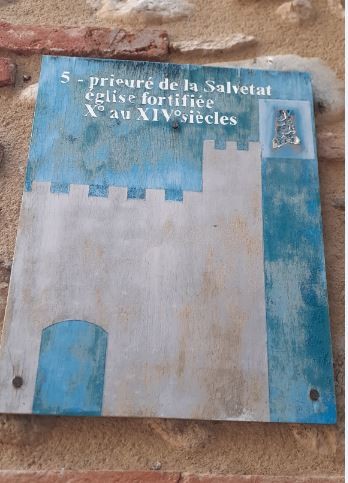 5 - prieuré de la Salvetat
église fortifiée
X° au XIV° siècles